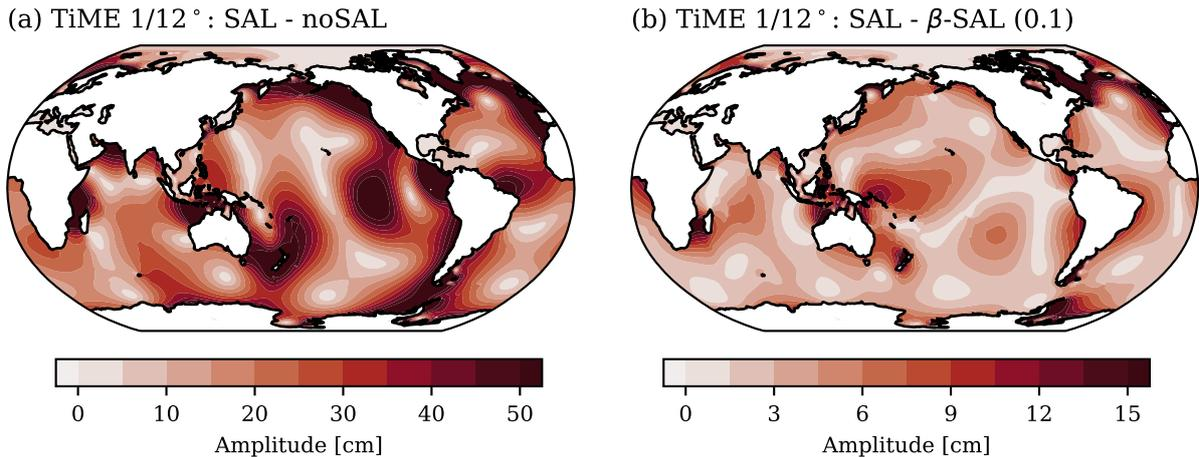 (a) TiME 1/12°: SAL - noSAL
(b) TiME 1/12°: SAL - β-SAL (0.1)
0 10 20 30 40 50
Amplitude [cm]
0 3 6 9 12 15
Amplitude [cm]